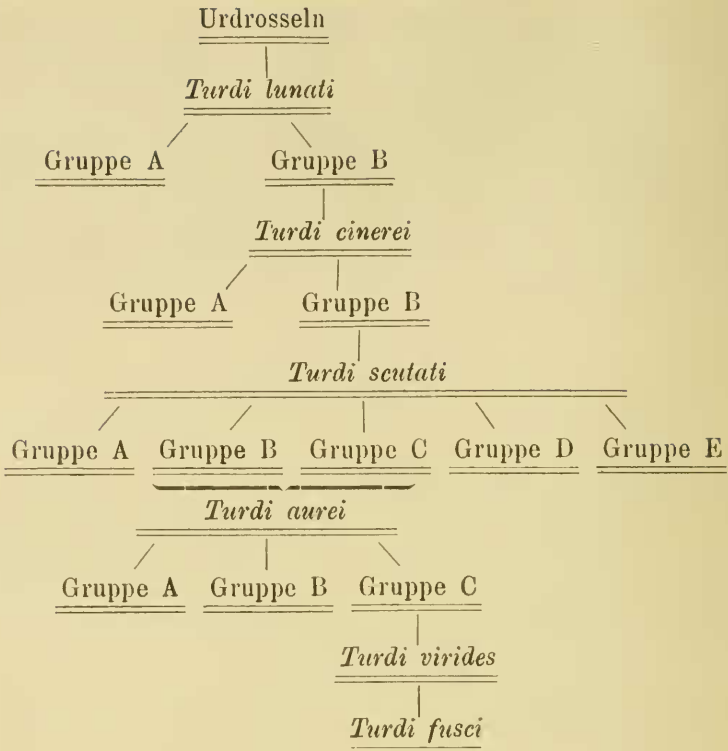 Urdrosseln
Turdi lunati
Gruppe A Gruppe B
Turdi cinerei
Gruppe A Gruppe B
Turdi scutati
Gruppe A Gruppe B Gruppe C Gruppe D Gruppe E
Turdi aurei
Gruppe A Gruppe B Gruppe C
Turdi virides
Turdi fusci